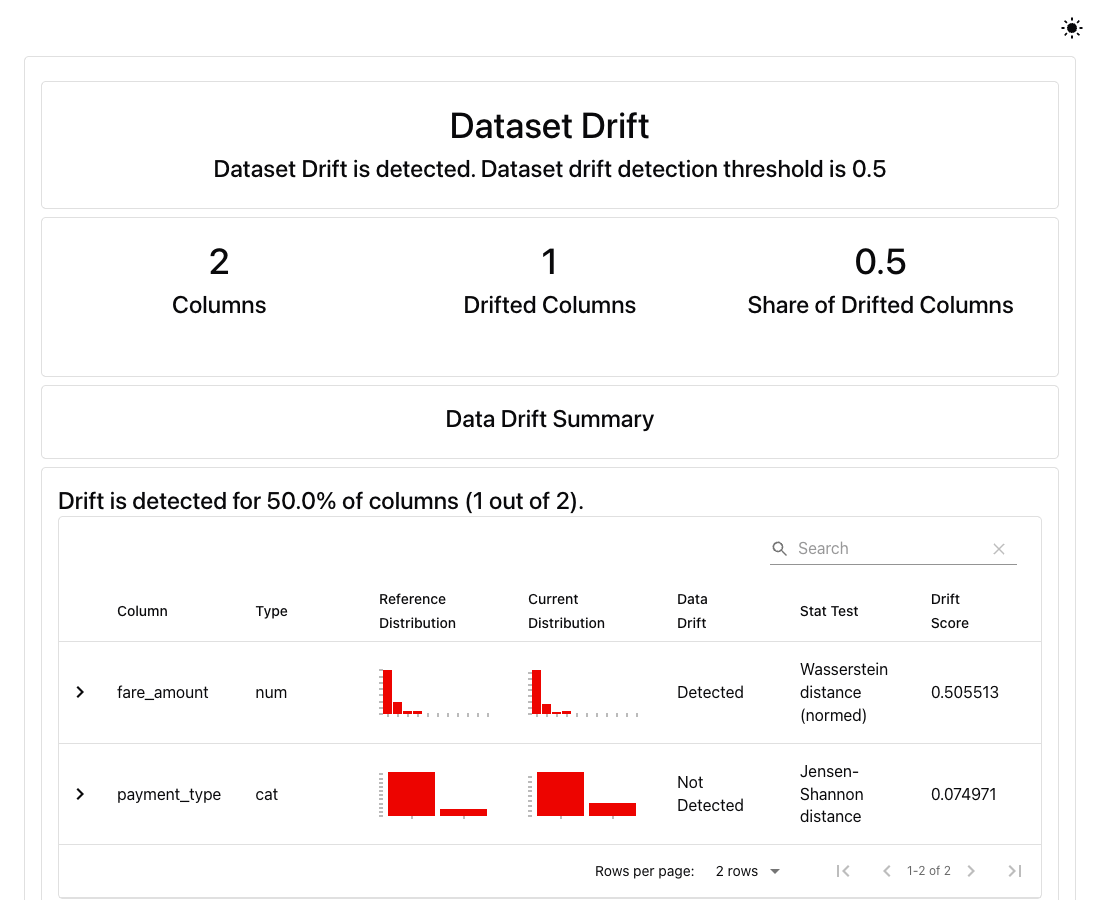 Dataset Drift
Dataset Drift is detected. Dataset drift detection threshold is 0.5
2
Columns
1
Drifted Columns
0.5
Share of Drifted Columns
Data Drift Summary
Drift is detected for 50.0% of columns (1 out of 2).
Search
Column
Type
Reference
Distribution
Current
Distribution
Data
Drift
Stat Test
Drift
Score
fare_amount
num
Detected
Wasserstein
distance
(normed)
0.505513
payment_type
cat
Not
Detected
Jensen-
Shannon
distance
0.074971
Rows per page:
2 rows
1-2 of 2